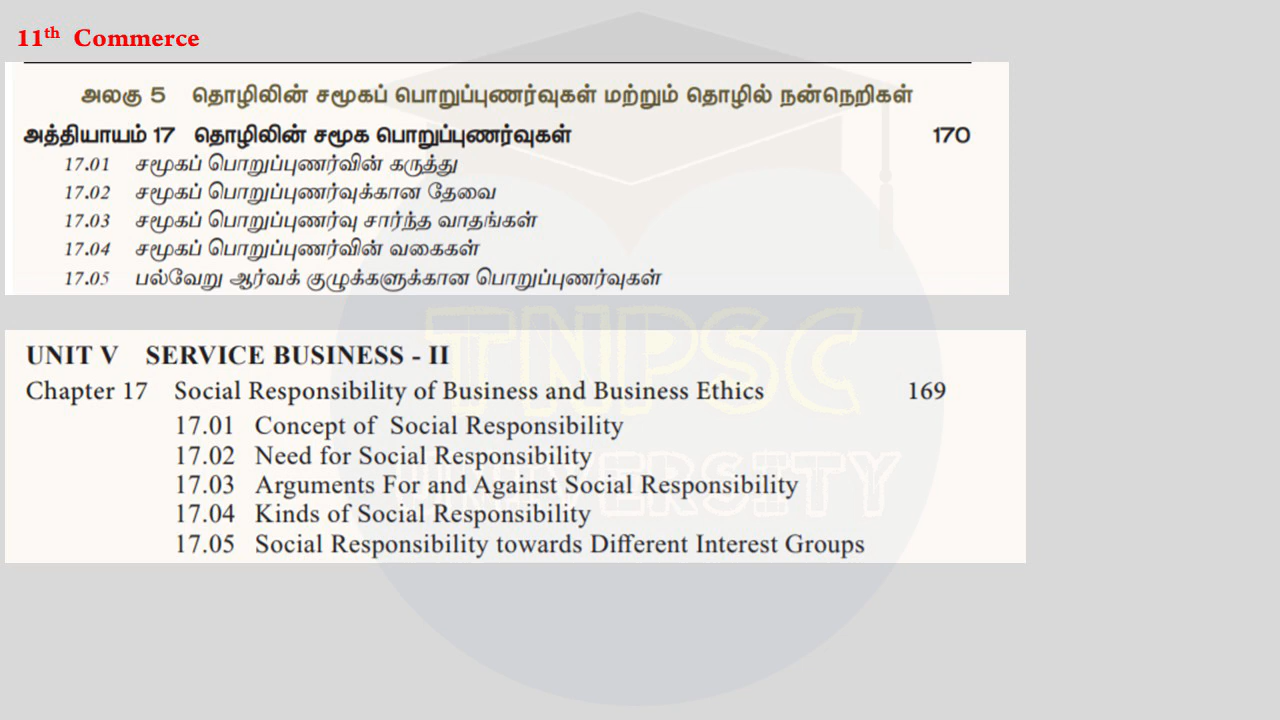 11th Commerce
அலகு 5 தொழிலின் சமூகப் பொறுப்புணர்வுகள் மற்றும் தொழில் நன்நெறிகள்
அத்தியாயம் 17 தொழிலின் சமூக பொறுப்புணர்வுகள் 170
17.01 சமூகப் பொறுப்புணர்வின் கருத்து
17.02 சமூகப் பொறுப்புணர்வுக்கான தேவை
17.03 சமூகப் பொறுப்புணர்வு சார்ந்த வாதங்கள்
17.04 சமூகப் பொறுப்புணர்வின் வகைகள்
17.05 பல்வேறு ஆர்வக் குழுக்களுக்கான பொறுப்புணர்வுகள்
TNPSC
UNIVERSITY
UNIT V SERVICE BUSINESS - II
Chapter 17 Social Responsibility of Business and Business Ethics 169
17.01 Concept of Social Responsibility
17.02 Need for Social Responsibility
17.03 Arguments For and Against Social Responsibility
17.04 Kinds of Social Responsibility
17.05 Social Responsibility towards Different Interest Groups